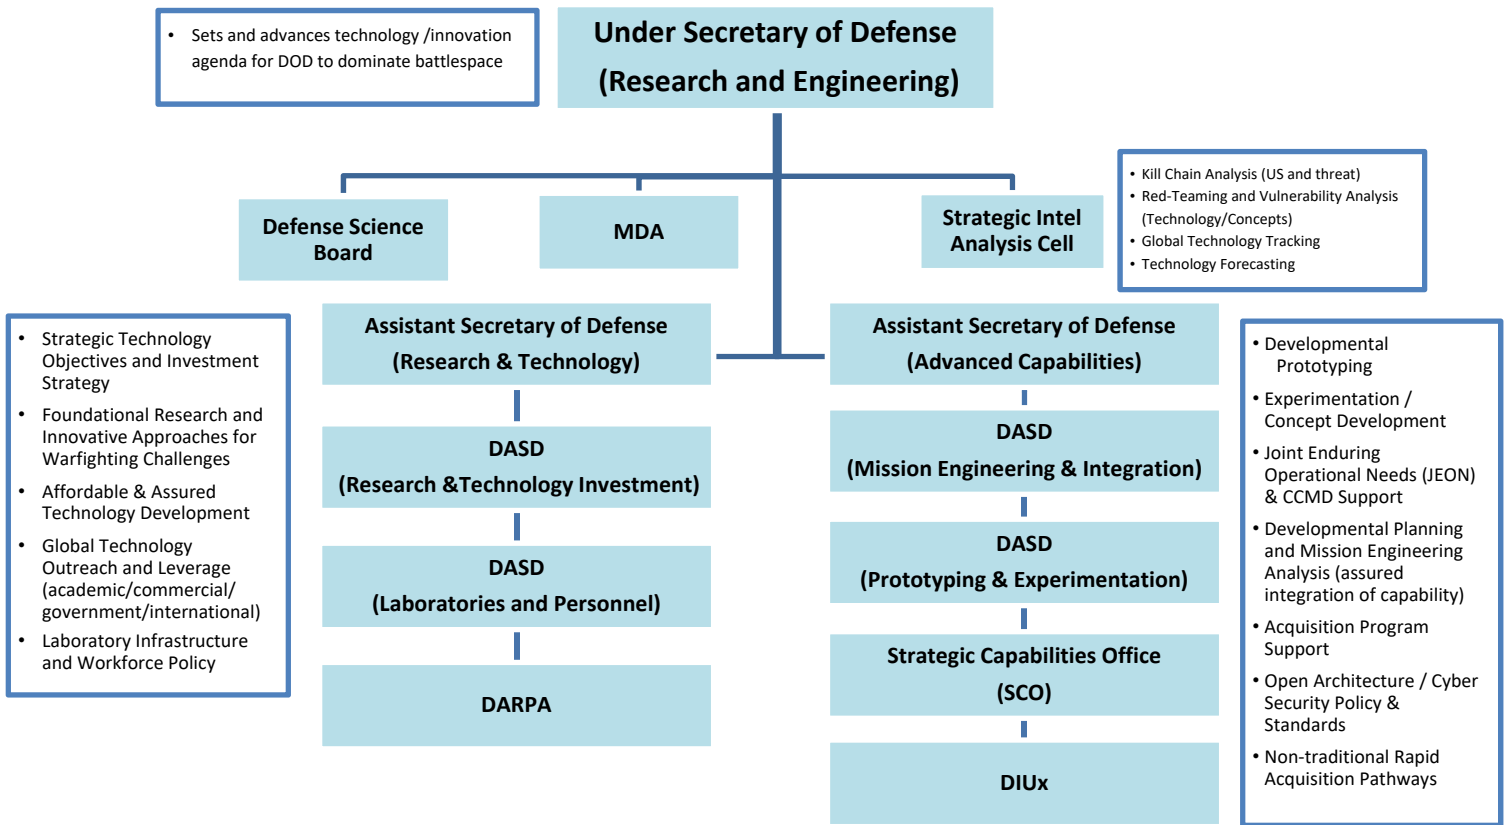 • Sets and advances technology /innovation
agenda for DOD to dominate battlespace
Under Secretary of Defense
(Research and Engineering)
• Kill Chain Analysis (US and threat)
• Red-Teaming and Vulnerability Analysis
(Technology/Concepts)
• Global Technology Tracking
• Technology Forecasting
Defense Science
Board
MDA
Strategic Intel
Analysis Cell
• Strategic Technology
Objectives and Investment
Strategy
• Foundational Research and
Innovative Approaches for
Warfighting Challenges
• Affordable & Assured
Technology Development
• Global Technology
Outreach and Leverage
(academic/commercial/
government/international)
• Laboratory Infrastructure
and Workforce Policy
Assistant Secretary of Defense
(Research & Technology)
DASD
(Research &Technology Investment)
DASD
(Laboratories and Personnel)
DARPA
Assistant Secretary of Defense
(Advanced Capabilities)
DASD
(Mission Engineering & Integration)
DASD
(Prototyping & Experimentation)
Strategic Capabilities Office
(SCO)
DIUx
• Developmental
Prototyping
• Experimentation /
Concept Development
• Joint Enduring
Operational Needs (JEON)
& CCMD Support
• Developmental Planning
and Mission Engineering
Analysis (assured
integration of capability)
• Acquisition Program
Support
• Open Architecture / Cyber
Security Policy &
Standards
• Non-traditional Rapid
Acquisition Pathways